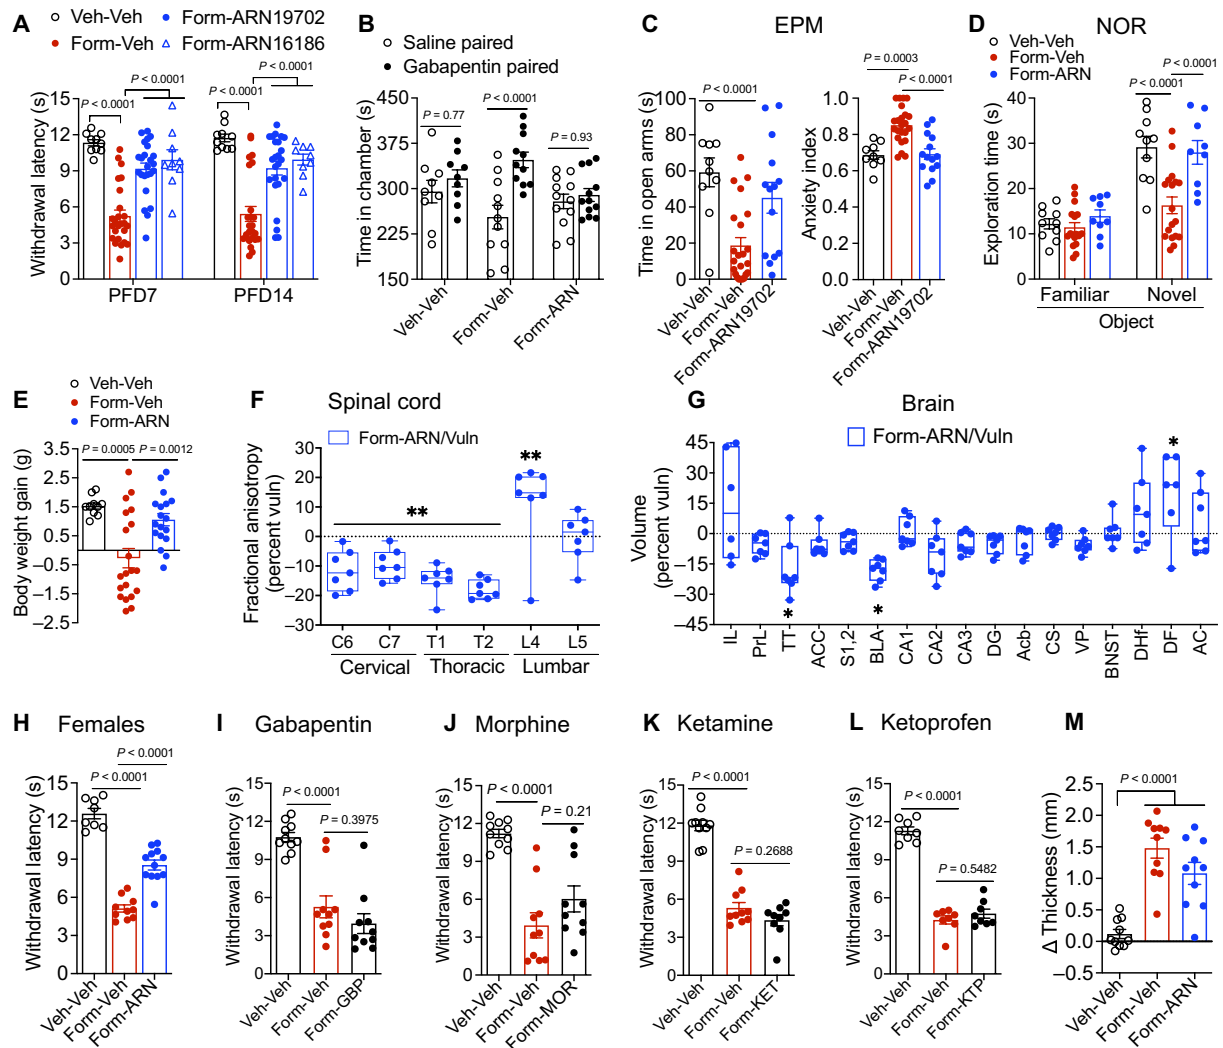 A
Veh-Veh
Form-ARN19702
Form-Veh
Form-ARN16186
P < 0.0001
P < 0.0001
P < 0.0001
P < 0.0001
Withdrawal latency (s)
15
12
9
6
3
0
PFD7
PFD14
B
Saline paired
Gabapentin paired
P < 0.0001
P = 0.77
P = 0.93
Time in chamber (s)
450
375
300
225
150
Veh-Veh
Form-Veh
Form-ARN
C
EPM
P < 0.0001
Time in open arms (s)
100
80
60
40
20
0
Veh-Veh
Form-Veh
Form-ARN19702
P = 0.0003
P < 0.0001
Anxiety index
1.0
0.8
0.6
0.4
0.2
0.0
Veh-Veh
Form-Veh
Form-ARN19702
D
NOR
Veh-Veh
Form-Veh
Form-ARN
P < 0.0001
P < 0.0001
Exploration time (s)
40
30
20
10
0
Familiar
Novel
Object
E
Veh-Veh
Form-Veh
Form-ARN
P = 0.0005
P = 0.0012
Body weight gain (g)
3.5
2.5
1.5
0.5
−0.5
−1.5
−2.5
F
Spinal cord
Form-ARN/Vuln
**
**
Fractional anisotropy
(percent vuln)
30
20
10
0
−10
−20
−30
C6
C7
T1
T2
L4
L5
Cervical
Thoracic
Lumbar
G
Brain
Form-ARN/Vuln
*
*
*
Volume
(percent vuln)
45
30
15
0
−15
−30
−45
IL
PrL
TT
ACC
S1,2
BLA
CA1
CA2
CA3
DG
Acb
CS
VP
BNST
DHf
DF
AC
H
Females
P < 0.0001
P < 0.0001
Withdrawal latency (s)
15
12
9
6
3
0
Veh-Veh
Form-Veh
Form-ARN
I
Gabapentin
P < 0.0001
P = 0.3975
Withdrawal latency (s)
15
12
9
6
3
0
Veh-Veh
Form-Veh
Form-GBP
J
Morphine
P < 0.0001
P = 0.21
Withdrawal latency (s)
15
12
9
6
3
0
Veh-Veh
Form-Veh
Form-MOR
K
Ketamine
P < 0.0001
P = 0.2688
Withdrawal latency (s)
15
12
9
6
3
0
Veh-Veh
Form-Veh
Form-KET
L
Ketoprofen
P < 0.0001
P = 0.5482
Withdrawal latency (s)
15
12
9
6
3
0
Veh-Veh
Form-Veh
Form-KTP
M
P < 0.0001
Δ Thickness (mm)
2.5
2.0
1.5
1.0
0.5
0.0
−0.5
Veh-Veh
Form-Veh
Form-ARN